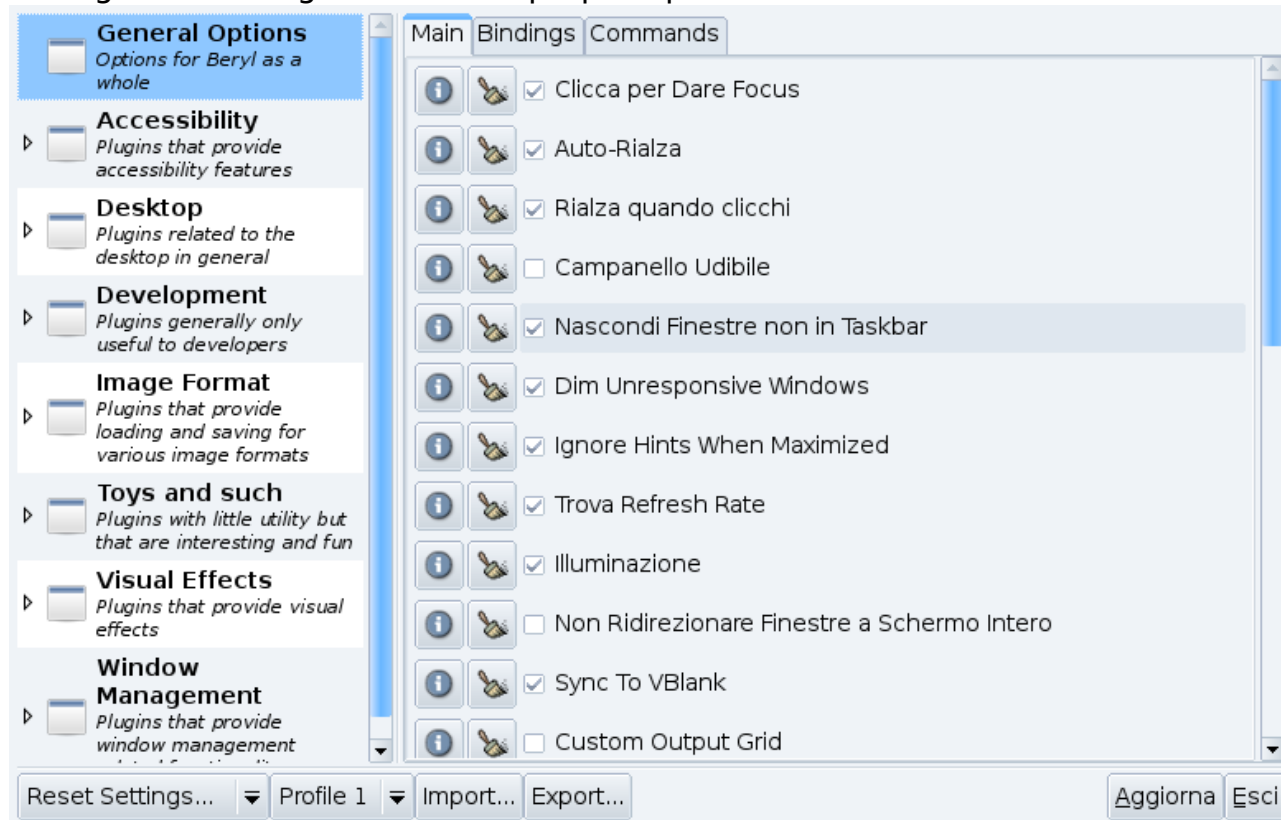 General Options
Options for Beryl as a
whole
Accessibility
Plugins that provide
accessibility features
Desktop
Plugins related to the
desktop in general
Development
Plugins generally only
useful to developers
Image Format
Plugins that provide
loading and saving for
various image formats
Toys and such
Plugins with little utility but
that are interesting and fun
Visual Effects
Plugins that provide visual
effects
Window
Management
Plugins that provide
window management
Main Bindings Commands
Clicca per Dare Focus
Auto-Rialza
Rialza quando clicchi
Campanello Udibile
Nascondi Finestre non in Taskbar
Dim Unresponsive Windows
Ignore Hints When Maximized
Trova Refresh Rate
Illuminazione
Non Ridirezionare Finestre a Schermo Intero
Sync To VBlank
Custom Output Grid
Reset Settings... Profile 1 Import... Export... Aggiorna Esci